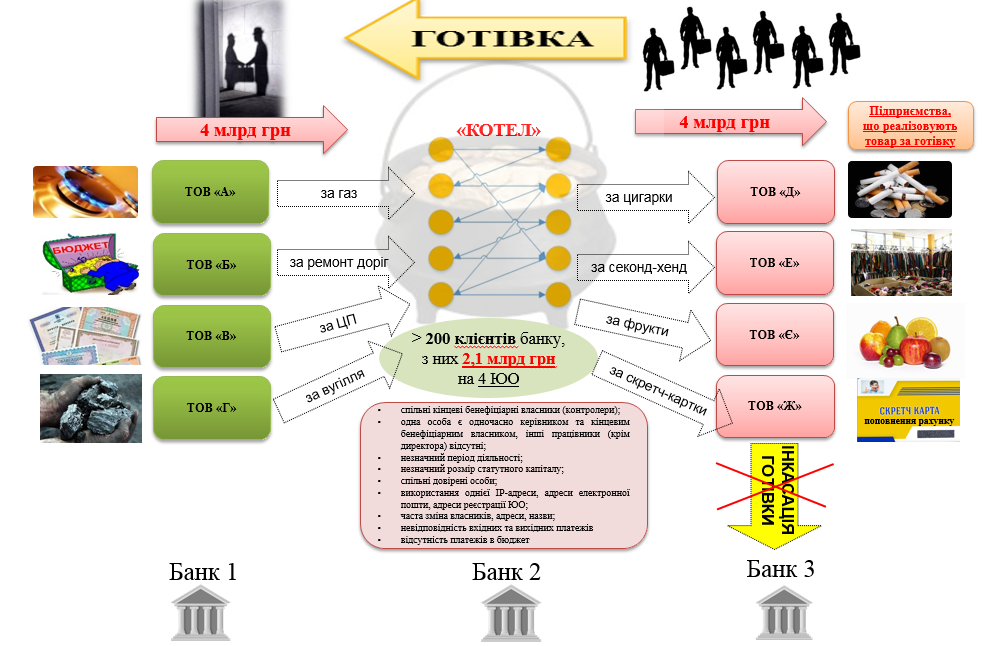 ГОТІВКА
4 млрд грн
«КОТЕЛ»
4 млрд грн
Підприємства,
що реалізовують
товар за готівку
ТОВ «А»
за газ
за цигарки
ТОВ «Д»
БЮДЖЕТ
ТОВ «Б»
за ремонт доріг
за секонд-хенд
ТОВ «Е»
ТОВ «В»
за ЦП
за фрукти
ТОВ «Є»
> 200 клієнтів банку,
з них 2,1 млрд грн
на 4 ЮО
ТОВ «Г»
за вугілля
за скретч-картки
ТОВ «Ж»
СКРЕТЧ КАРТА
поповнення рахунку
• спільні кінцеві бенефіціарні власники (контролери);
• одна особа є одночасно керівником та кінцевим
бенефіціарним власником, інші працівники (крім
директора) відсутні;
• незначний період діяльності;
• незначний розмір статутного капіталу;
• спільні довірені особи;
• використання однієї ІР-адреси, адреси електронної
пошти, адреси реєстрації ЮО;
• часта зміна власників, адреси, назви;
• невідповідність вхідних та вихідних платежів
• відсутність платежів в бюджет
ІНКАСАЦІЯ
ГОТІВКИ
Банк 1
Банк 2
Банк 3